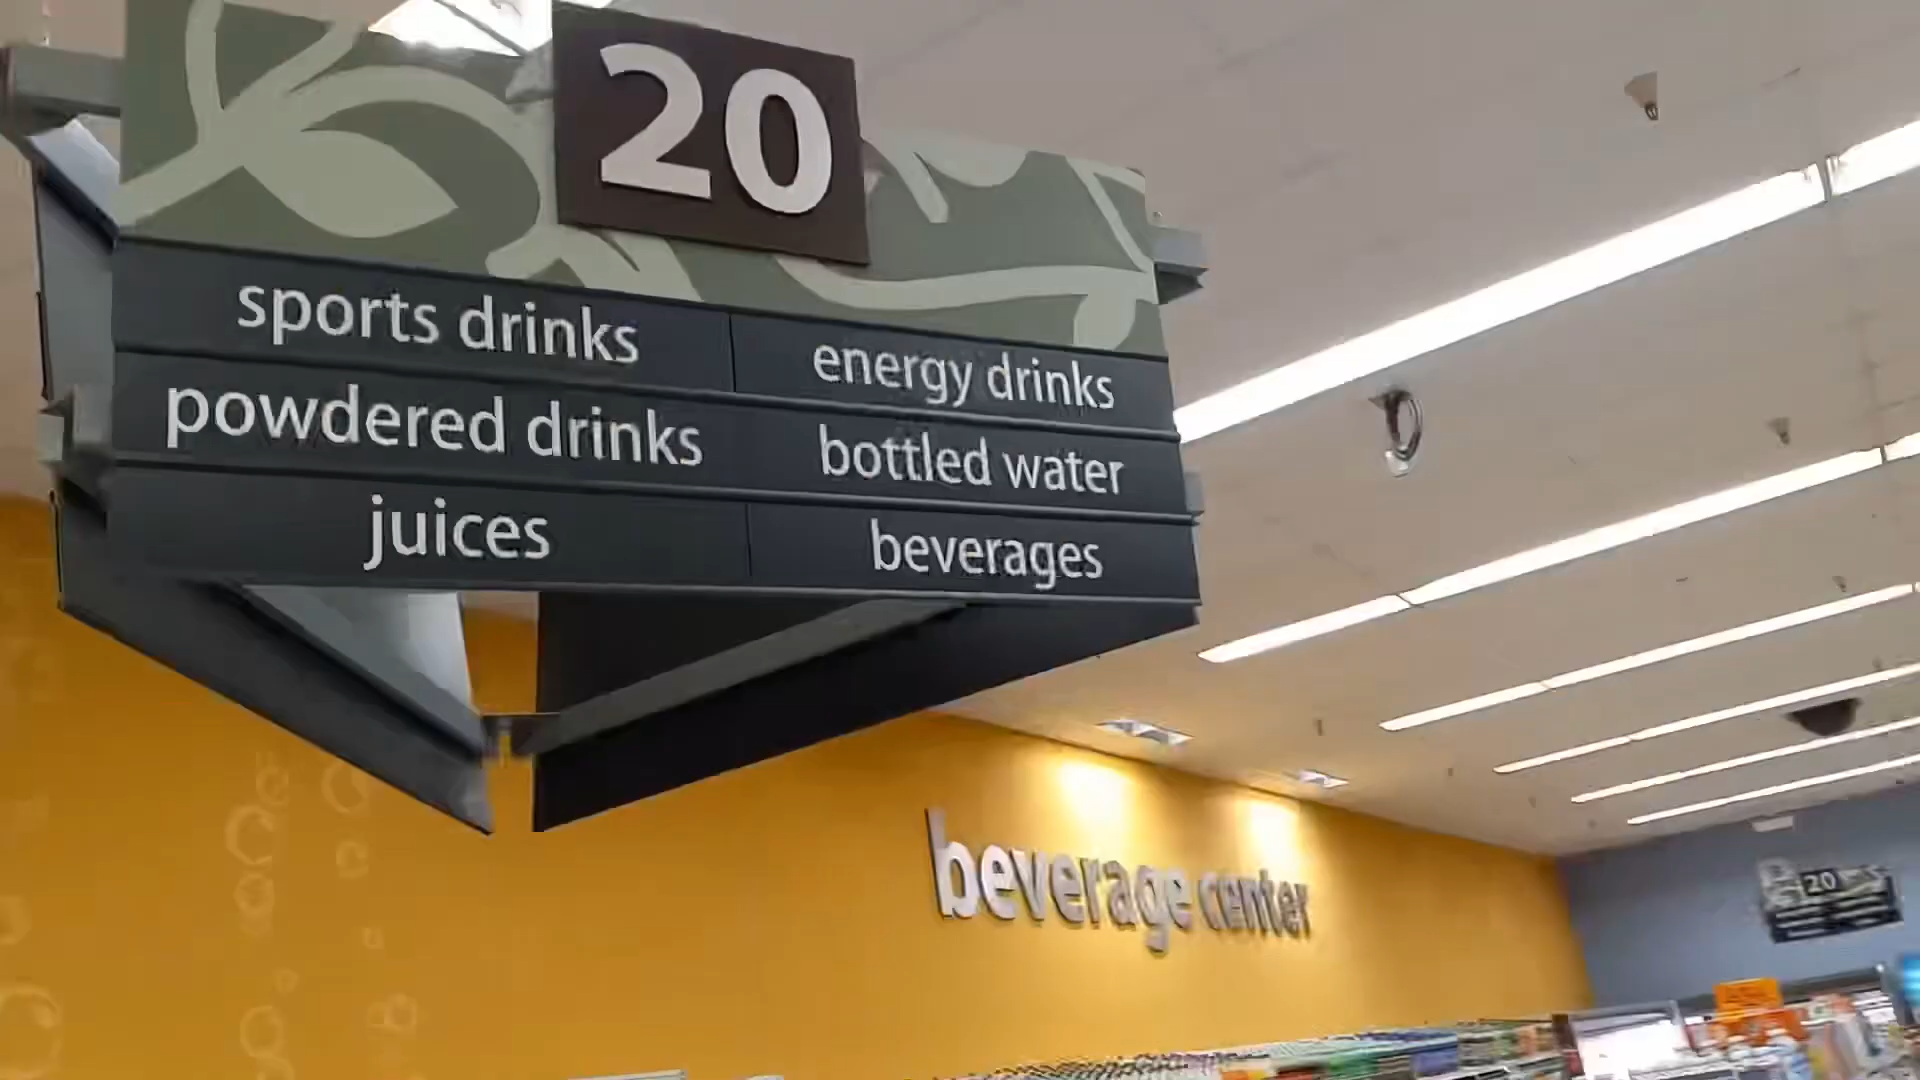 20
sports drinks
energy drinks
powdered drinks
bottled water
juices
beverages
beverage center
20